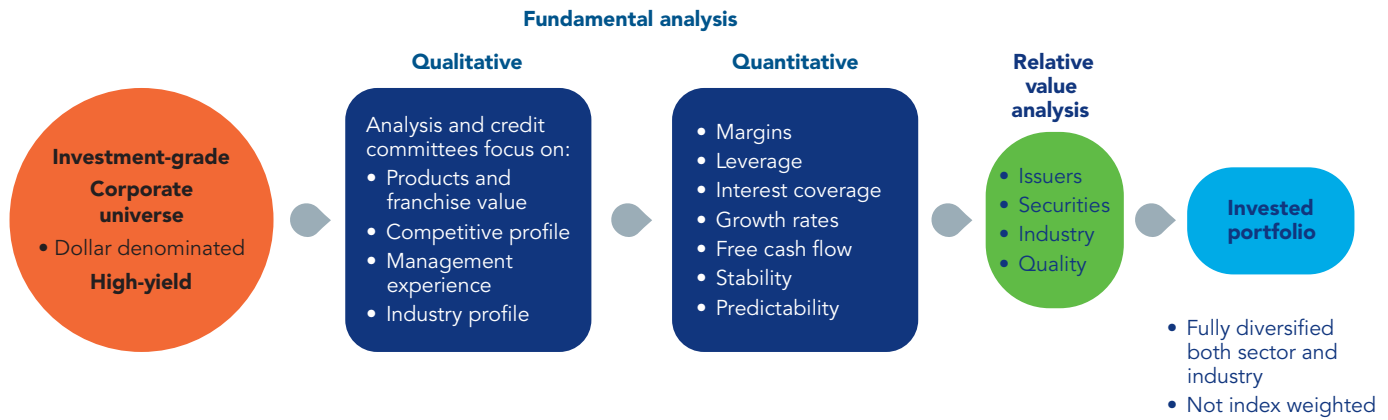 Fundamental analysis
Qualitative
Quantitative
Relative
value
analysis
Investment-grade
Corporate
universe
• Dollar denominated
High-yield
Analysis and credit
committees focus on:
• Products and
franchise value
• Competitive profile
• Management
experience
• Industry profile
• Margins
• Leverage
• Interest coverage
• Growth rates
• Free cash flow
• Stability
• Predictability
• Issuers
• Securities
• Industry
• Quality
Invested
portfolio
• Fully diversified
both sector and
industry
• Not index weighted